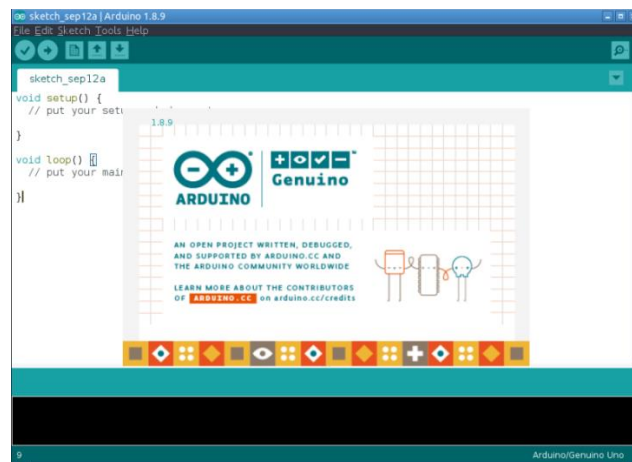 sketch_sep12a | Arduino 1.8.9
File Edit Sketch Tools Help
sketch_sep12a
void setup() {
// put your setu
}
void loop() {
// put your main
}
1.8.9
ARDUINO
Genuino
AN OPEN PROJECT WRITTEN, DEBUGGED,
AND SUPPORTED BY ARDUINO.CC AND
THE ARDUINO COMMUNITY WORLDWIDE
LEARN MORE ABOUT THE CONTRIBUTORS
OF ARDUINO.CC on arduino.cc/credits
9
Arduino/Genuino Uno